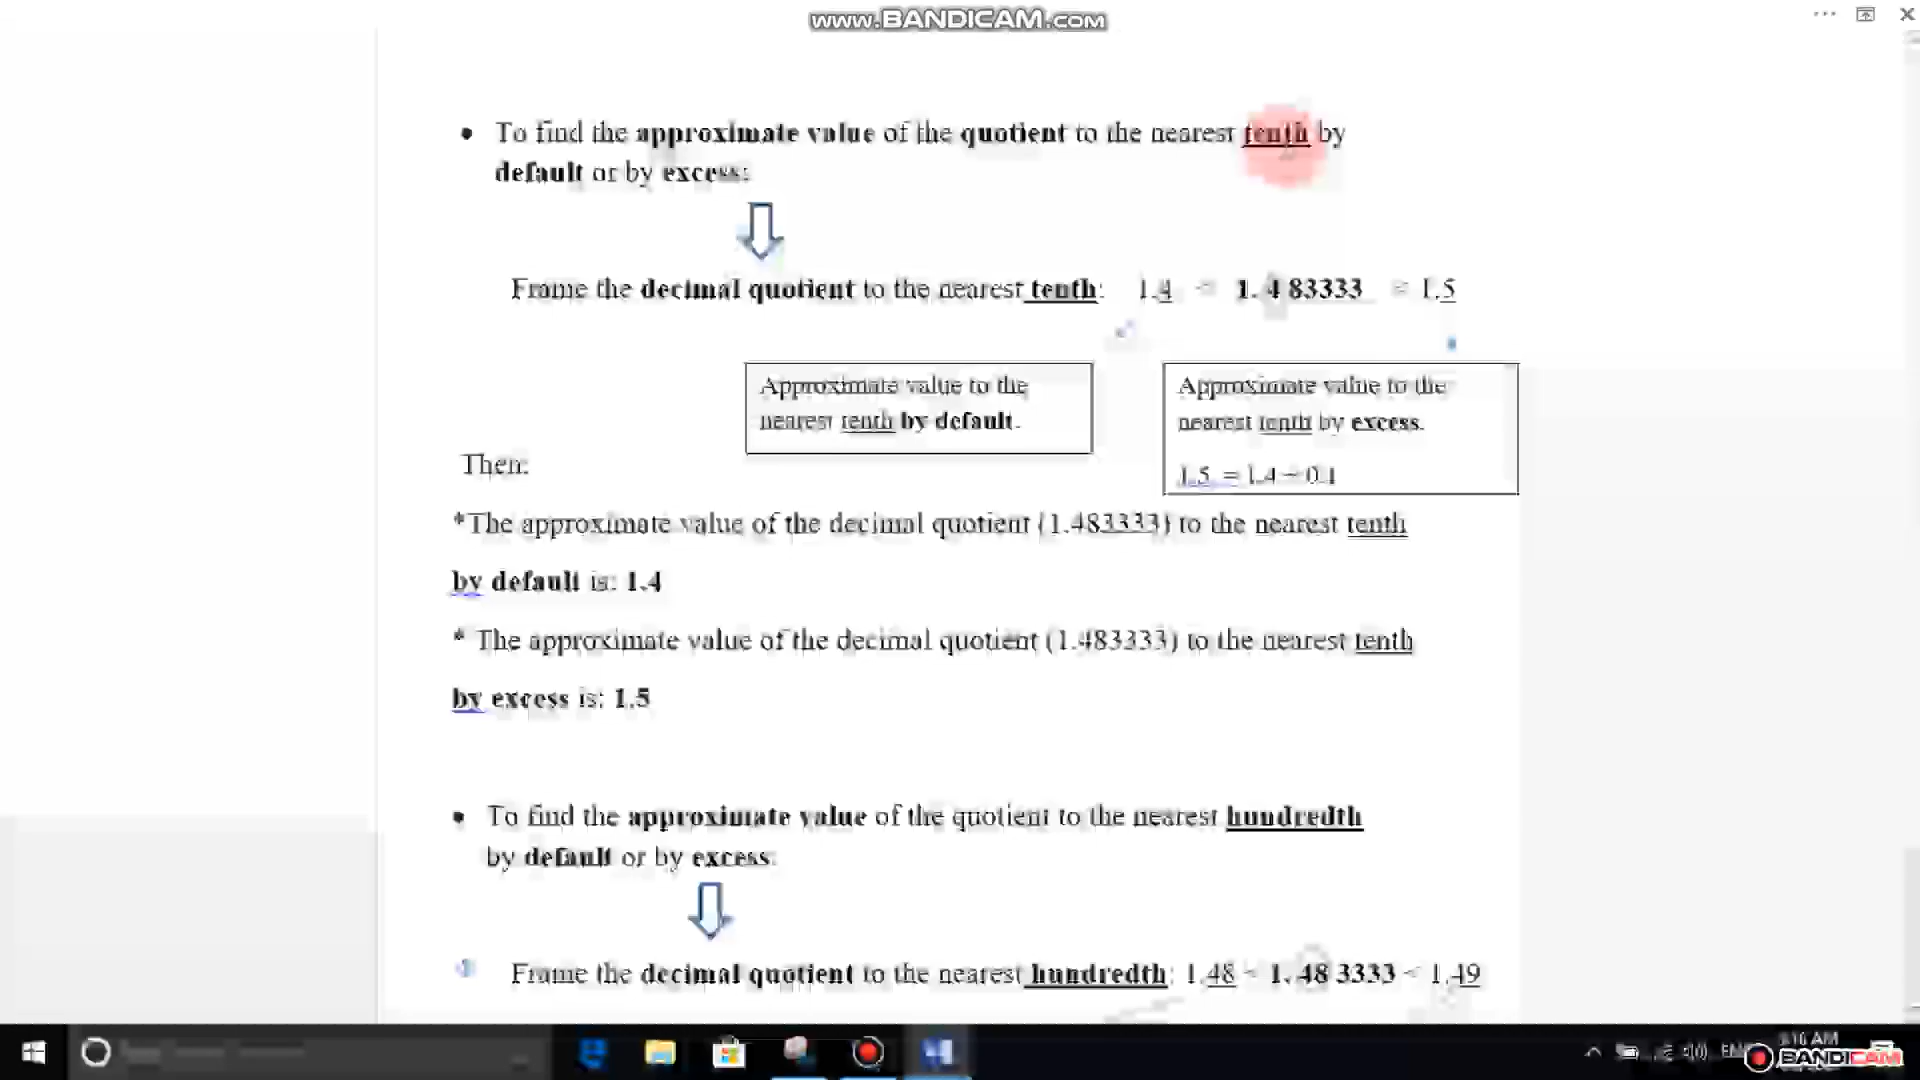 www.BANDICAM.com
• To find the approximate value of the quotient to the nearest tenth by
default or by excess:
Frame the decimal quotient to the nearest tenth: 1.4 < 1. 4 83333 < 1.5
Approximate value to the
nearest tenth by default.
Approximate value to the
nearest tenth by excess.
1.5 = 1.4 + 0.1
Then:
*The approximate value of the decimal quotient (1.483333) to the nearest tenth
by default is: 1.4
* The approximate value of the decimal quotient (1.483333) to the nearest tenth
by excess is: 1.5
• To find the approximate value of the quotient to the nearest hundredth
by default or by excess:
Frame the decimal quotient to the nearest hundredth: 1.48 < 1. 48 3333 < 1.49
BANDICAM